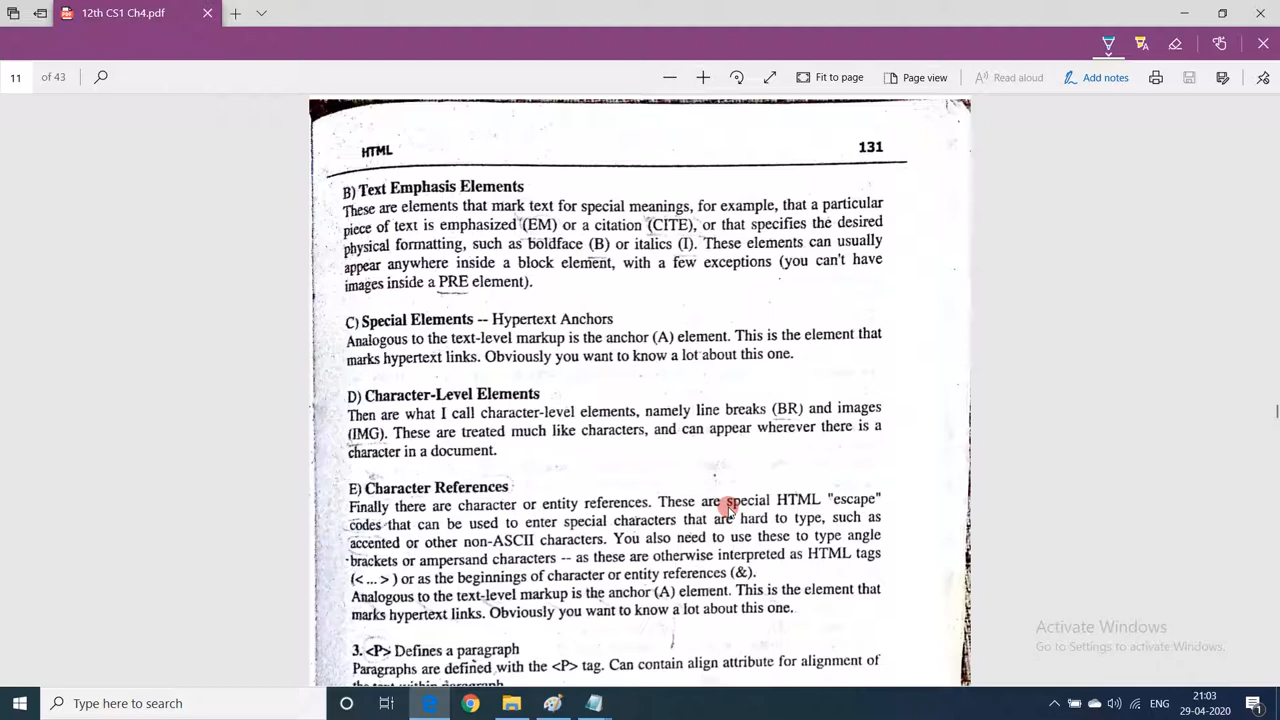 12th CS1 Ch4.pdf
11 of 43
Fit to page
Page view
Read aloud
Add notes
HTML 131
B) Text Emphasis Elements
These are elements that mark text for special meanings, for example, that a particular
piece of text is emphasized (EM) or a citation (CITE), or that specifies the desired
physical formatting, such as boldface (B) or italics (I). These elements can usually
appear anywhere inside a block element, with a few exceptions (you can't have
images inside a PRE element).
C) Special Elements -- Hypertext Anchors
Analogous to the text-level markup is the anchor (A) element. This is the element that
marks hypertext links. Obviously you want to know a lot about this one.
D) Character-Level Elements
Then are what I call character-level elements, namely line breaks (BR) and images
(IMG). These are treated much like characters, and can appear wherever there is a
character in a document.
E) Character References
Finally there are character or entity references. These are special HTML "escape"
codes that can be used to enter special characters that are hard to type, such as
accented or other non-ASCII characters. You also need to use these to type angle
brackets or ampersand characters -- as these are otherwise interpreted as HTML tags
(< ... > ) or as the beginnings of character or entity references (&).
Analogous to the text-level markup is the anchor (A) element. This is the element that
marks hypertext links. Obviously you want to know a lot about this one.
3. <P> Defines a paragraph
Paragraphs are defined with the <P> tag. Can contain align attribute for alignment of
the text within paragraph
Activate Windows
Go to Settings to activate Windows.
Type here to search
ENG
21:03
29-04-2020
1